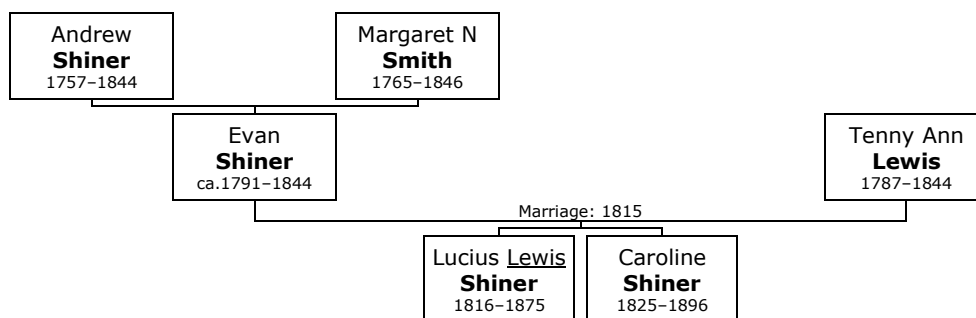 Andrew
Shiner
1757–1844
Margaret N
Smith
1765–1846
Evan
Shiner
ca.1791–1844
Tenny Ann
Lewis
1787–1844
Marriage: 1815
Lucius Lewis
Shiner
1816–1875
Caroline
Shiner
1825–1896